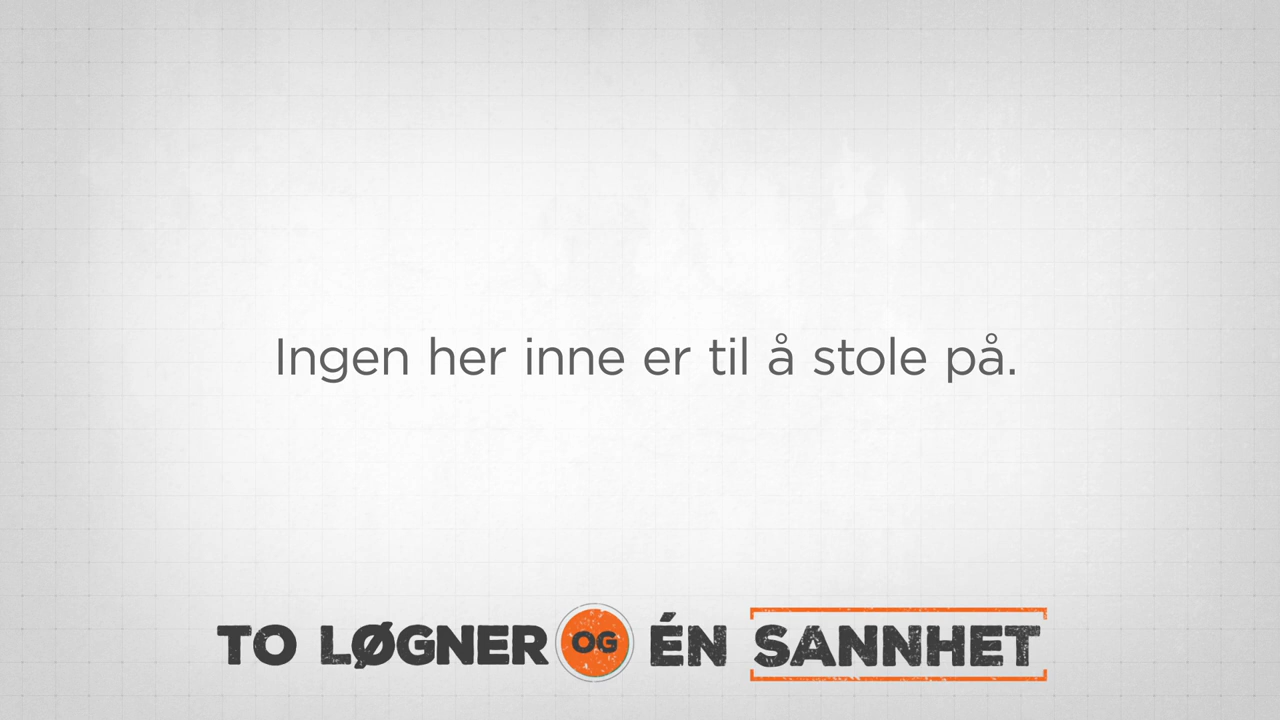 Ingen her inne er til å stole på.
TO LØGNER OG ÉN SANNHET